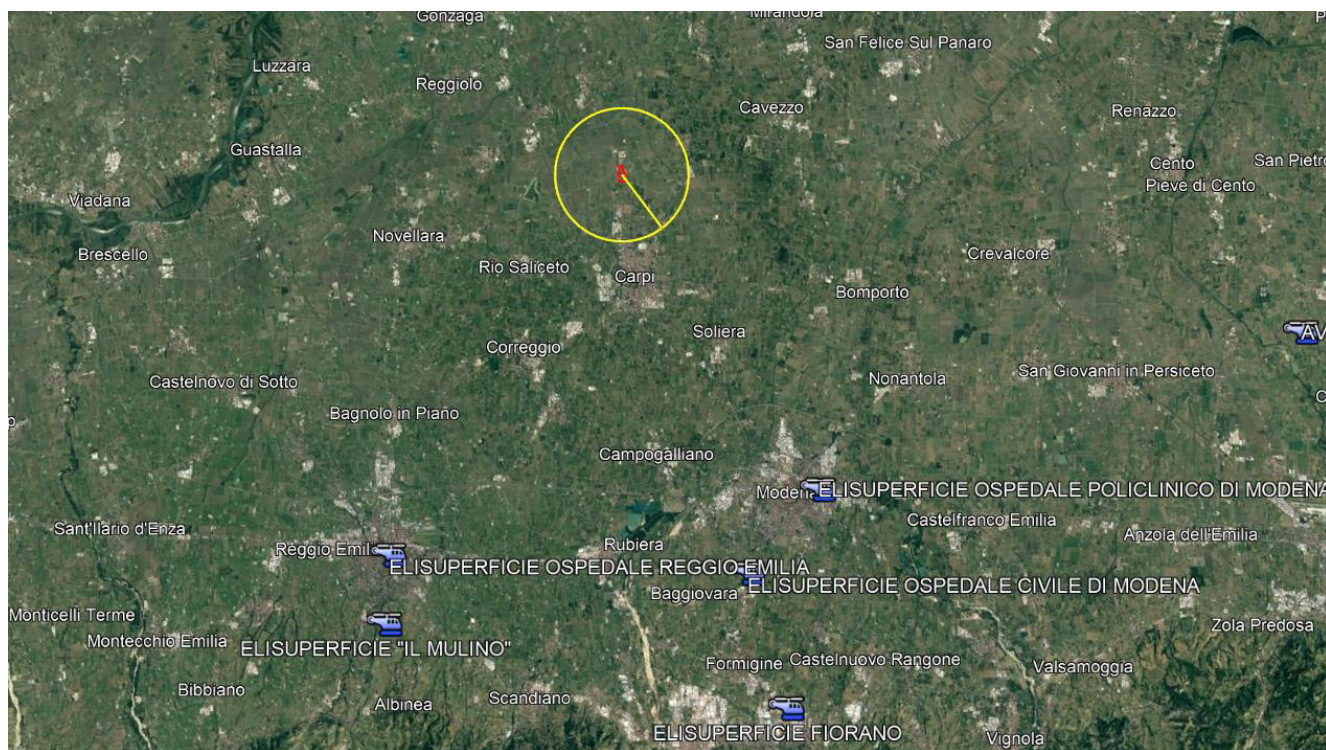 Gonzaga
Mirandola
San Felice Sul Panaro
Luzzara
Reggiolo
Cavezzo
Renazzo
Guastalla
Cento
San Pietro
Pieve di Cento
Viadana
Novellara
Brescello
Rio Saliceto
Carpi
Crevalcore
Bomporto
Soliera
AV
Correggio
Castelnovo di Sotto
Nonantola
San Giovanni in Persiceto
Bagnolo in Piano
Campogalliano
Modena
ELISUPERFICIE OSPEDALE POLICLINICO DI MODENA
Castelfranco Emilia
Sant'Ilario d'Enza
Anzola dell'Emilia
Rubiera
Reggio Emili
ELISUPERFICIE OSPEDALE REGGIO EMILIA
Baggiovara
ELISUPERFICIE OSPEDALE CIVILE DI MODENA
Monticelli Terme
Montecchio Emilia
ELISUPERFICIE "IL MULINO"
Zola Predosa
Formigine
Castelnuovo Rangone
Valsamoggia
Bibbiano
Albinea
Scandiano
ELISUPERFICIE FIORANO
Vignola